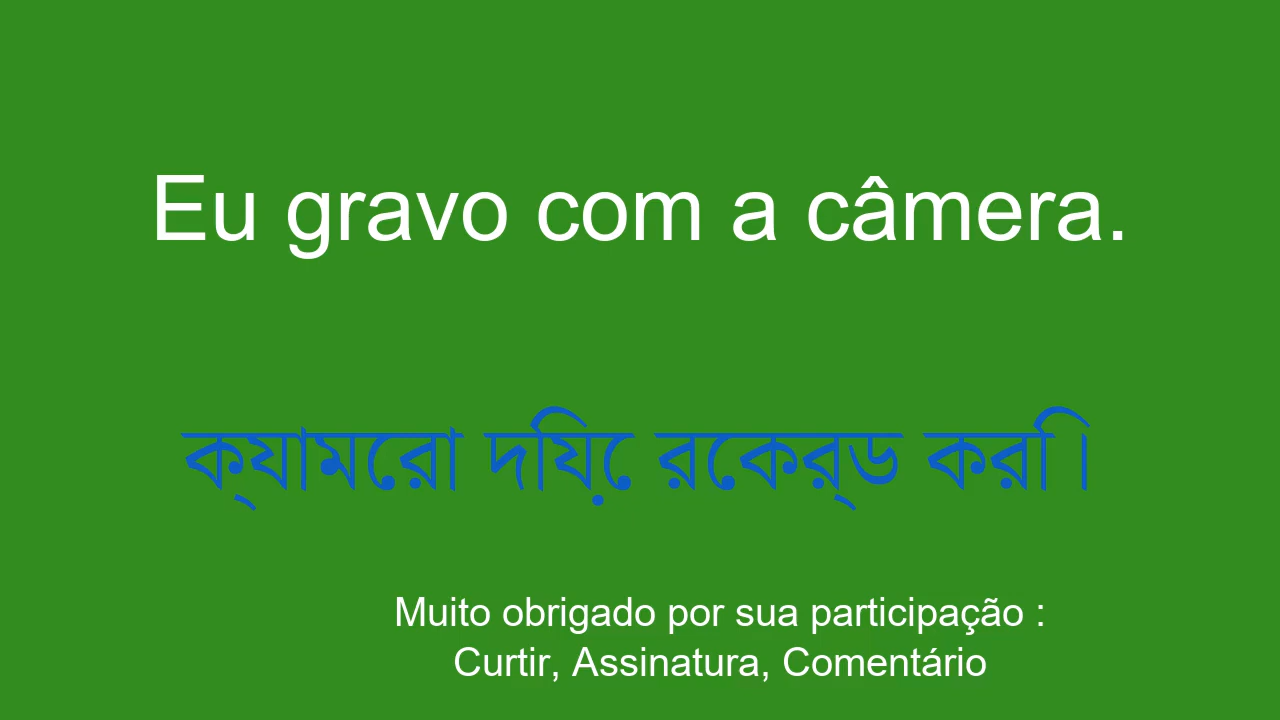 Eu gravo com a câmera.
ক্যামেরা দিয়ে রেকর্ড করি।
Muito obrigado por sua participação :
Curtir, Assinatura, Comentário